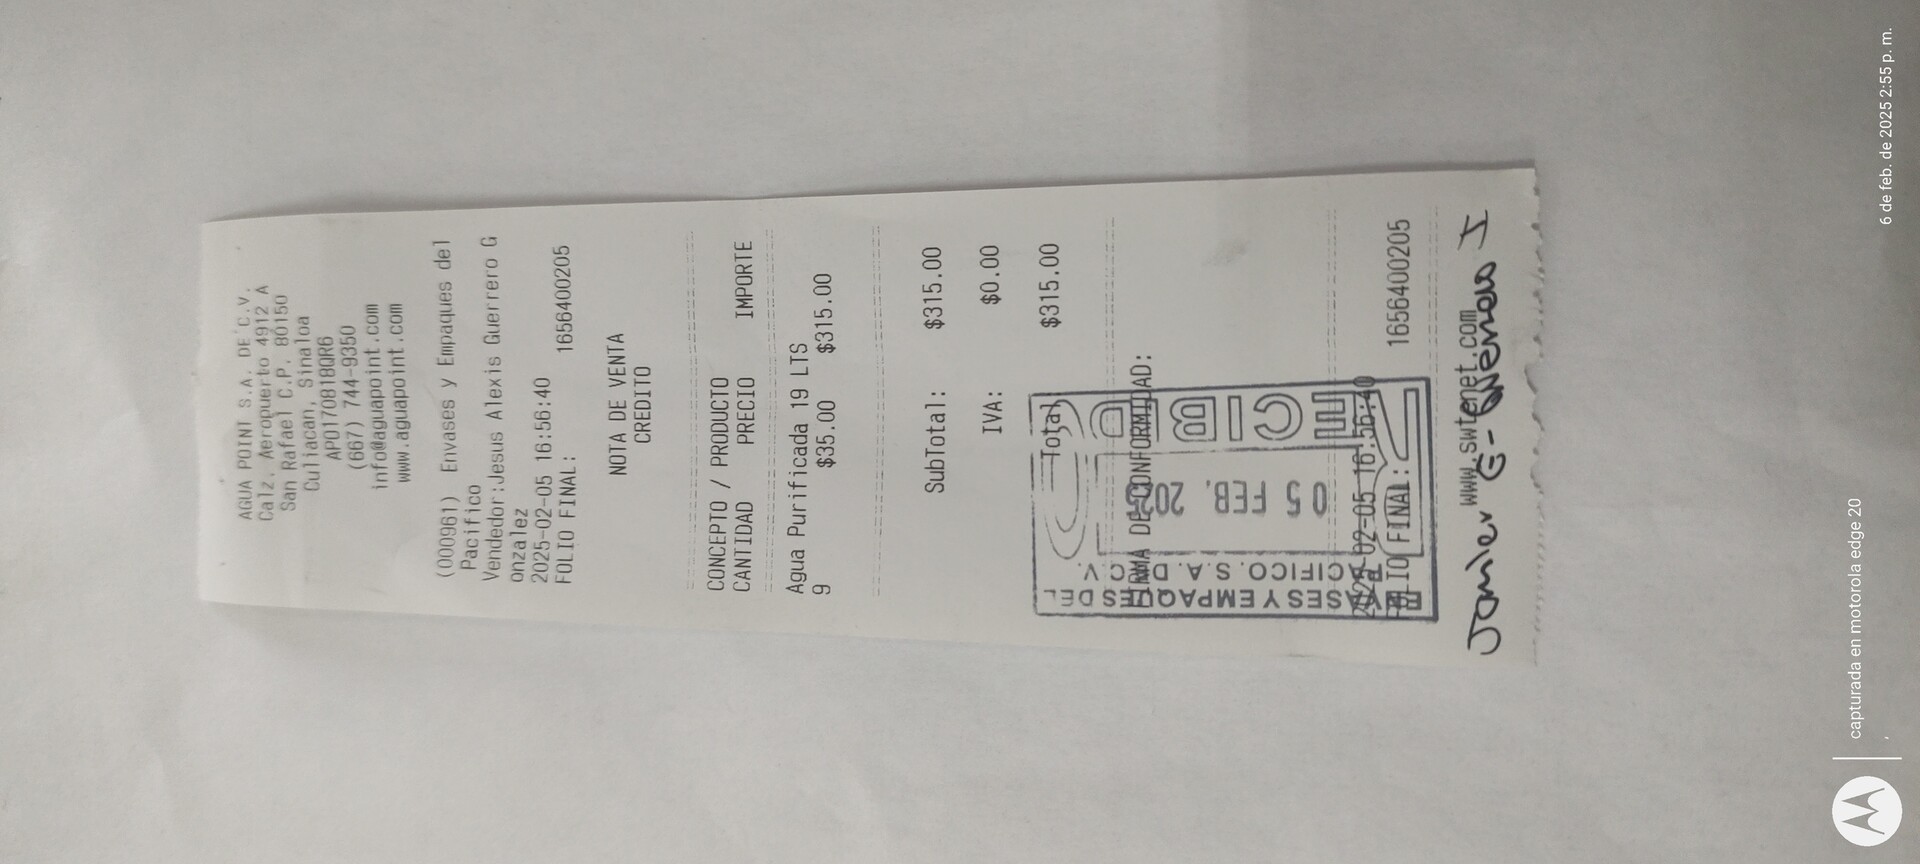 AGUA POINT S.A. DE C.V.
Calz. Aeropuerto 4912 A
San Rafael C.P. 80150
Culiacan, Sinaloa
APO170818QR6
(667) 744-9350
info@aguapoint.com
www.aguapoint.com
(000961) Envases y Empaques del
Pacifico
Vendedor:Jesus Alexis Guerrero G
onzalez
2025-02-05 16:56:40
FOLIO FINAL: 1656400205
NOTA DE VENTA
CREDITO
CONCEPTO / PRODUCTO
CANTIDAD PRECIO IMPORTE
Agua Purificada 19 LTS
9 $35.00 $315.00
SubTotal: $315.00
IVA: $0.00
Total $315.00
FIRMA DE CONFORMIDAD:
2025-02-05 16:56:40
FOLIO FINAL: 1656400205
www.swtenet.com
ENVASES Y EMPAQUES DEL
PACIFICO. S.A. DE C.V.
05 FEB. 2025
RECIBIDO
Javier G-
6 de feb. de 2025 2:55 p. m.
capturada en motorola edge 20